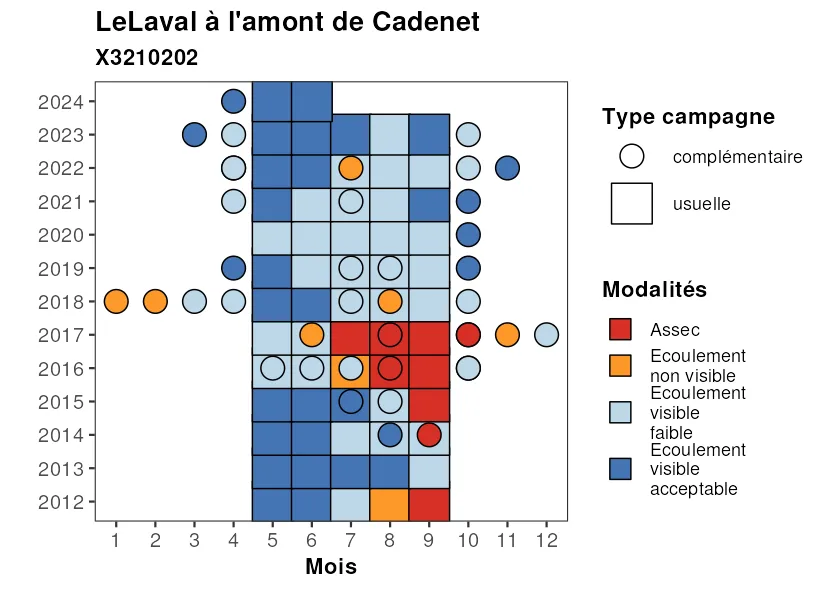 LeLaval à l'amont de Cadenet
X3210202
2024
2023
2022
2021
2020
2019
2018
2017
2016
2015
2014
2013
2012
1 2 3 4 5 6 7 8 9 10 11 12
Mois
Type campagne
complémentaire
usuelle
Modalités
Assec
Ecoulement
non visible
Ecoulement
visible
faible
Ecoulement
visible
acceptable